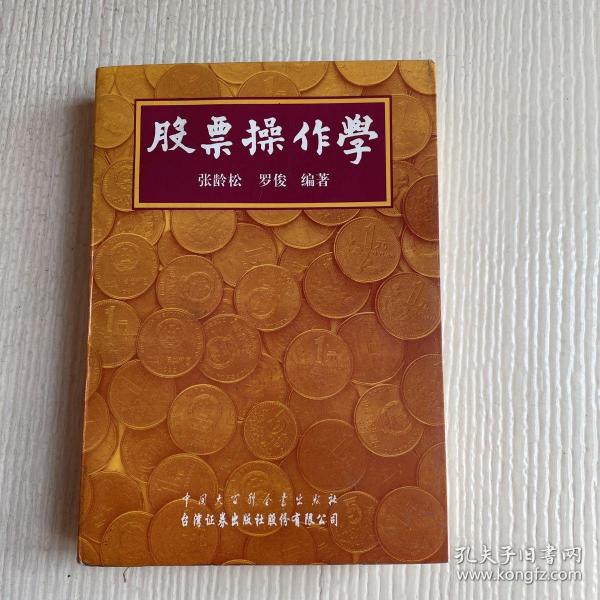 股票操作學
张龄松 罗俊 编著
中国大百科全书出版社
台湾证券出版社股份有限公司
孔夫子旧书网
www.kongfz.com